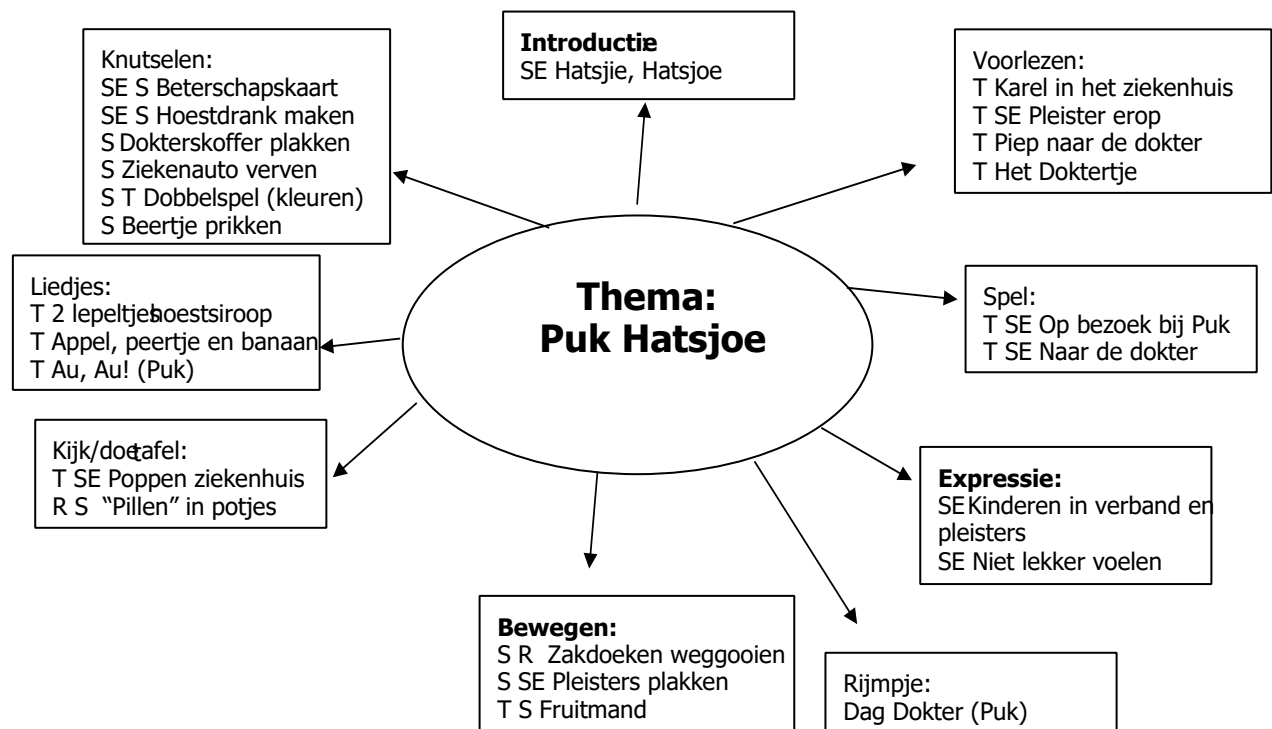 Introductie
SE Hatsjie, Hatsjoe
Knutselen:
SE S Beterschapskaart
SE S Hoestdrank maken
S Dokterskoffer plakken
S Ziekenauto verven
S T Dobbelspel (kleuren)
S Beertje prikken
Voorlezen:
T Karel in het ziekenhuis
T SE Pleister erop
T Piep naar de dokter
T Het Doktertje
Liedjes:
T 2 lepeltjes hoestsiroop
T Appel, peertje en banaan
T Au, Au! (Puk)
Thema:
Puk Hatsjoe
Spel:
T SE Op bezoek bij Puk
T SE Naar de dokter
Kijk/doe tafel:
T SE Poppen ziekenhuis
R S “Pillen” in potjes
Expressie:
SE Kinderen in verband en
pleisters
SE Niet lekker voelen
Bewegen:
S R Zakdoeken weggooien
S SE Pleisters plakken
T S Fruitmand
Rijmpje:
Dag Dokter (Puk)